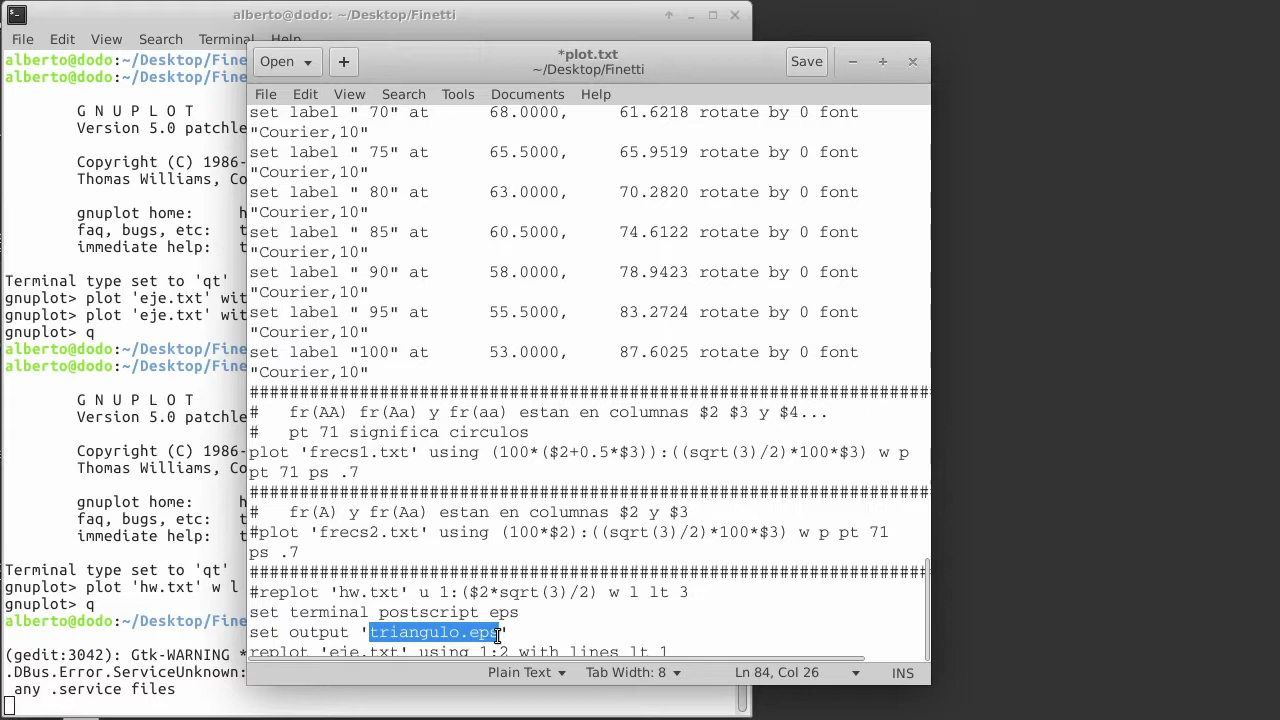 alberto@dodo: ~/Desktop/Finetti
File Edit View Search Terminal Help
alberto@dodo:~/Desktop/Fine
alberto@dodo:~/Desktop/Fine
G N U P L O T
Version 5.0 patchle
Copyright (C) 1986-
Thomas Williams, Co
gnuplot home: h
faq, bugs, etc: t
immediate help: t
Terminal type set to 'qt'
gnuplot> plot 'eje.txt' wit
gnuplot> plot 'eje.txt' wit
gnuplot> q
alberto@dodo:~/Desktop/Fine
alberto@dodo:~/Desktop/Fine
G N U P L O T
Version 5.0 patchle
Copyright (C) 1986-
Thomas Williams, Co
gnuplot home: h
faq, bugs, etc: t
immediate help: t
Terminal type set to 'qt'
gnuplot> plot 'hw.txt' w l
gnuplot> q
alberto@dodo:~/Desktop/Fine
(gedit:3042): Gtk-WARNING *
.DBus.Error.ServiceUnknown:
any .service files
Open
*plot.txt
~/Desktop/Finetti
Save
File Edit View Search Tools Documents Help
set label " 70" at 68.0000, 61.6218 rotate by 0 font
"Courier,10"
set label " 75" at 65.5000, 65.9519 rotate by 0 font
"Courier,10"
set label " 80" at 63.0000, 70.2820 rotate by 0 font
"Courier,10"
set label " 85" at 60.5000, 74.6122 rotate by 0 font
"Courier,10"
set label " 90" at 58.0000, 78.9423 rotate by 0 font
"Courier,10"
set label " 95" at 55.5000, 83.2724 rotate by 0 font
"Courier,10"
set label "100" at 53.0000, 87.6025 rotate by 0 font
"Courier,10"
#####################################################################
# fr(AA) fr(Aa) y fr(aa) estan en columnas $2 $3 y $4...
# pt 71 significa circulos
plot 'frecs1.txt' using (100*($2+0.5*$3)):((sqrt(3)/2)*100*$3) w p
pt 71 ps .7
#####################################################################
# fr(A) y fr(Aa) estan en columnas $2 y $3
#plot 'frecs2.txt' using (100*$2):((sqrt(3)/2)*100*$3) w p pt 71
ps .7
#####################################################################
#replot 'hw.txt' u 1:($2*sqrt(3)/2) w l lt 3
set terminal postscript eps
set output 'triangulo.eps'
replot 'eje.txt' using 1:2 with lines lt 1
Plain Text Tab Width: 8 Ln 84, Col 26 INS